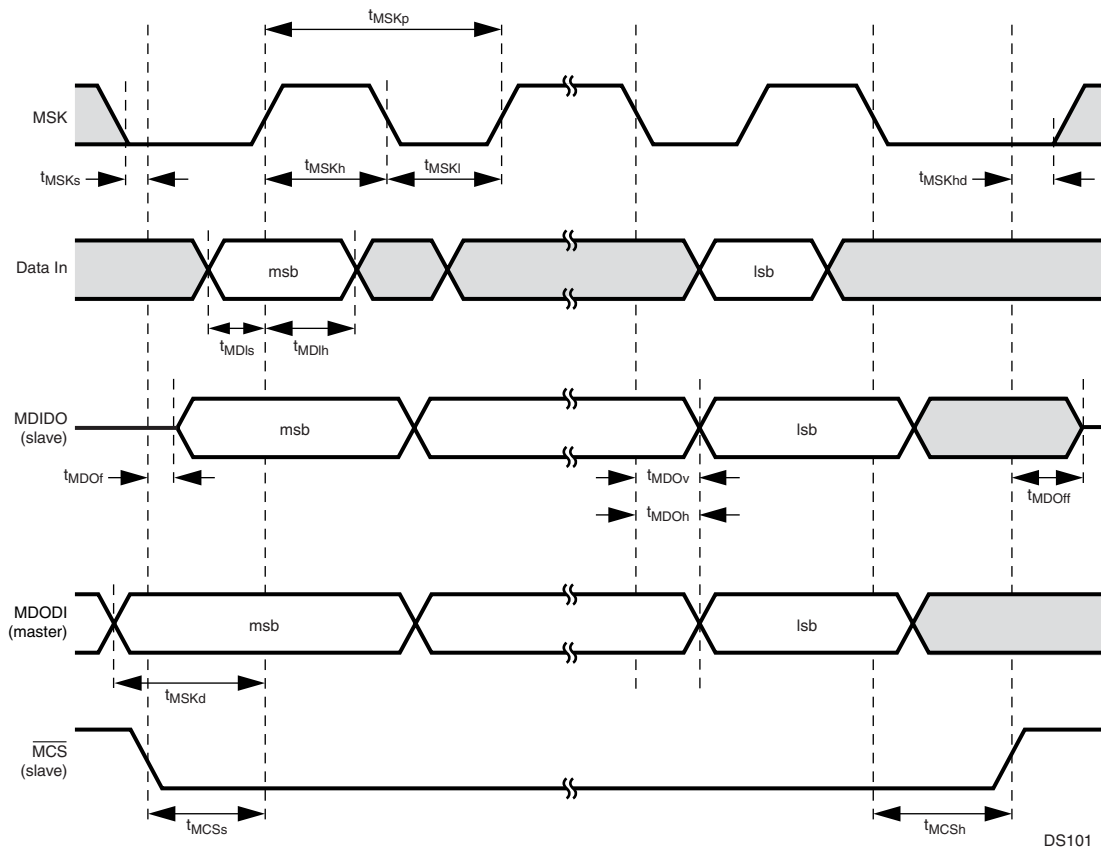 tMSKp
MSK
tMSKs
tMSKh
tMSKl
tMSKhd
Data In
msb
lsb
tMDIs
tMDIh
MDIDO
(slave)
msb
lsb
tMDOf
tMDOv
tMDOff
tMDOh
MDODI
(master)
msb
lsb
tMSKd
MCS
(slave)
tMCSs
tMCSh
DS101